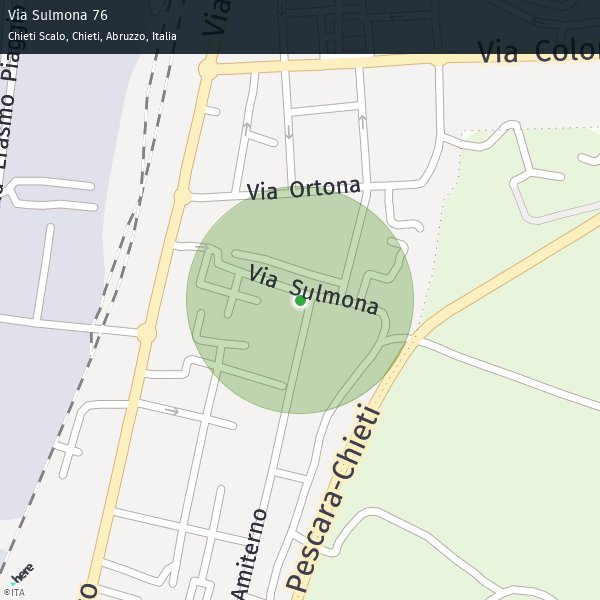 Via Sulmona 76
Chieti Scalo, Chieti, Abruzzo, Italia
Via
Via Colo
Erasmo Piaggio
Via Ortona
Via Sulmona
Pescara-Chieti
Amiterno
here
©ITA